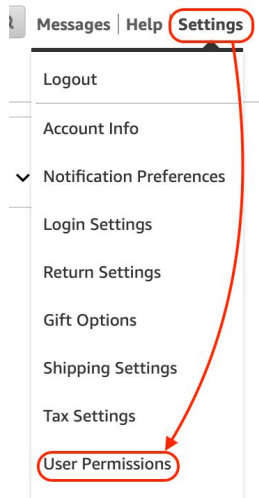 Messages | Help | Settings
Logout
Account Info
Notification Preferences
Login Settings
Return Settings
Gift Options
Shipping Settings
Tax Settings
User Permissions